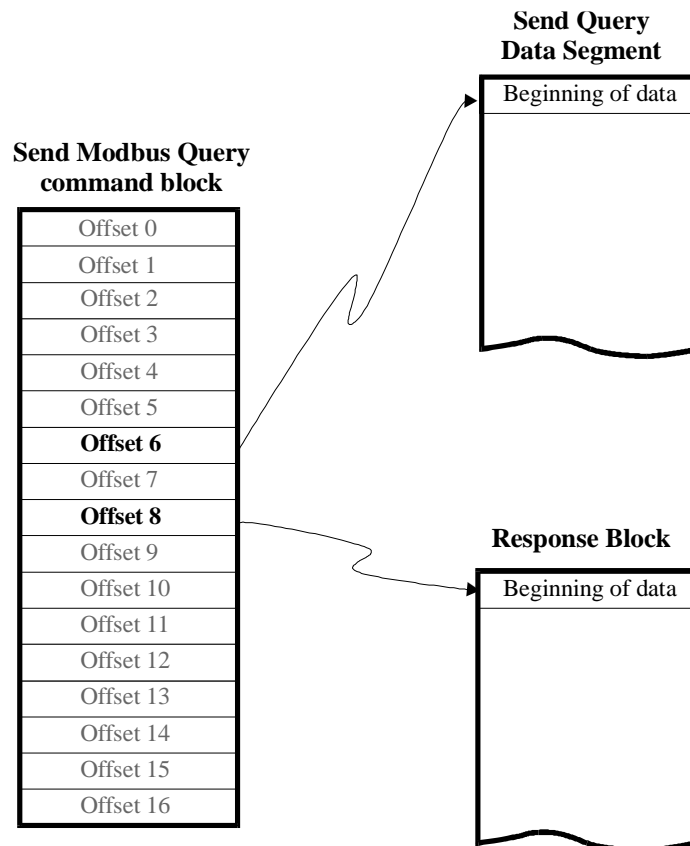 Send Query
Data Segment
Beginning of data
Send Modbus Query
command block
Offset 0
Offset 1
Offset 2
Offset 3
Offset 4
Offset 5
Offset 6
Offset 7
Offset 8
Offset 9
Offset 10
Offset 11
Offset 12
Offset 13
Offset 14
Offset 15
Offset 16
Response Block
Beginning of data